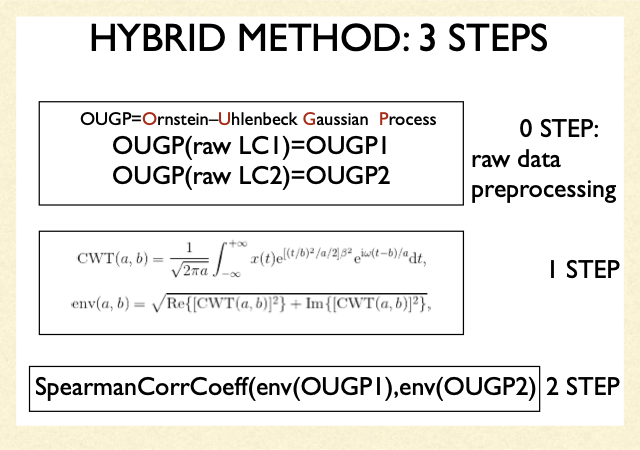 HYBRID METHOD: 3 STEPS
OUGP=Ornstein–Uhlenbeck Gaussian Process
OUGP(raw LC1)=OUGP1
OUGP(raw LC2)=OUGP2
0 STEP:
raw data
preprocessing
CWT(a, b) = 1/√(2πa) ∫_{-∞}^{+∞} x(t)e^{[(t/b)²/a/2]β²}e^{iω(t−b)/a}dt,
env(a, b) = √(Re{[CWT(a, b)]²} + Im{[CWT(a, b)]²}),
1 STEP
SpearmanCorrCoeff(env(OUGP1),env(OUGP2)
2 STEP